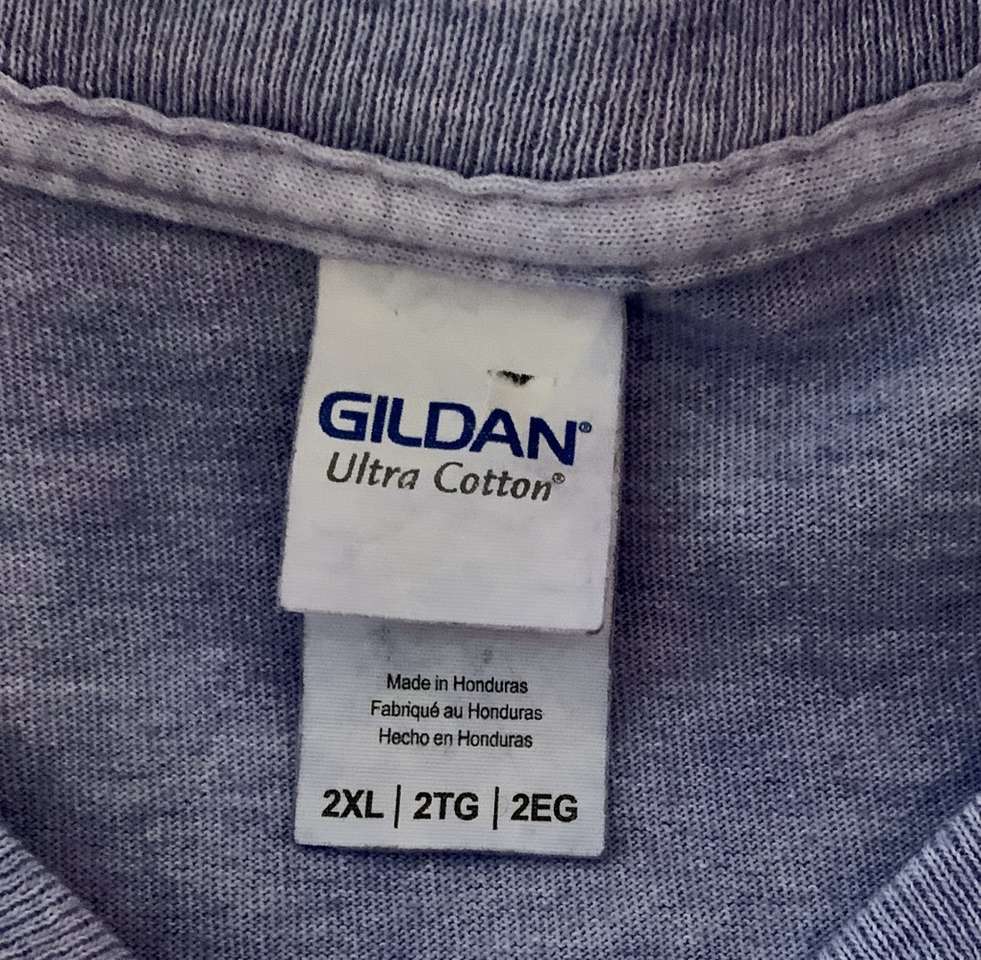 GILDAN®
Ultra Cotton®
Made in Honduras
Fabriqué au Honduras
Hecho en Honduras
2XL | 2TG | 2EG